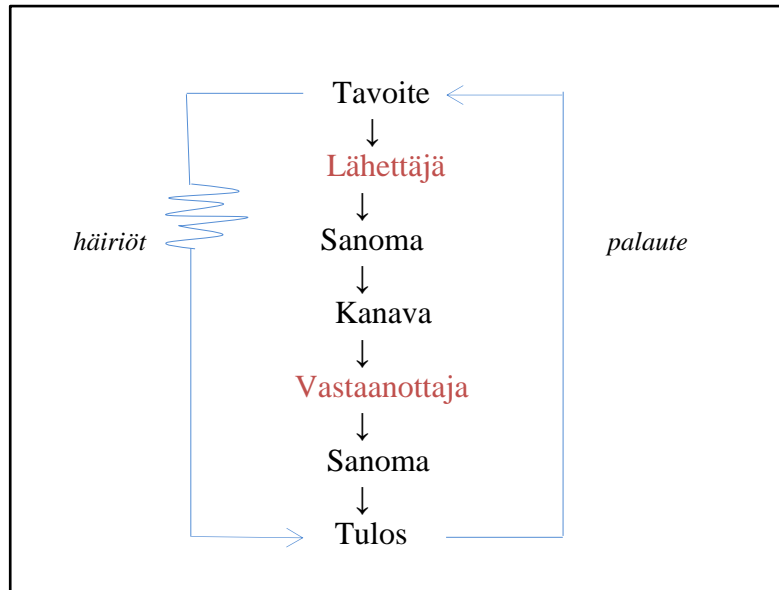 Tavoite
↓
Lähettäjä
↓
Sanoma
häiriöt
palaute
↓
Kanava
↓
Vastaanottaja
↓
Sanoma
↓
Tulos